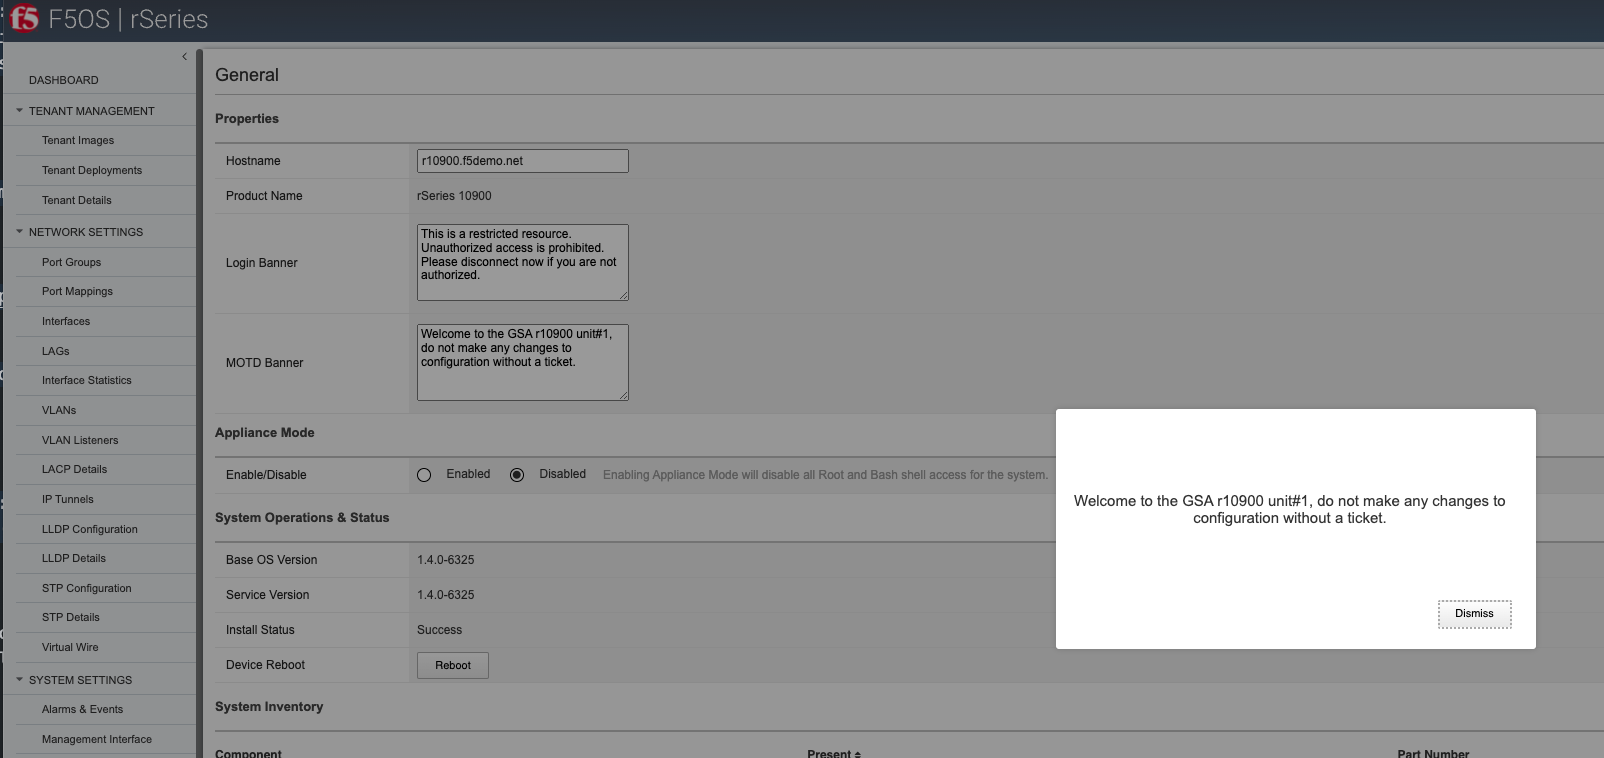 f5 F5OS | rSeries
DASHBOARD
TENANT MANAGEMENT
Tenant Images
Tenant Deployments
Tenant Details
NETWORK SETTINGS
Port Groups
Port Mappings
Interfaces
LAGs
Interface Statistics
VLANs
VLAN Listeners
LACP Details
IP Tunnels
LLDP Configuration
LLDP Details
STP Configuration
STP Details
Virtual Wire
SYSTEM SETTINGS
Alarms & Events
Management Interface
General
Properties
Hostname
r10900.f5demo.net
Product Name
rSeries 10900
Login Banner
This is a restricted resource.
Unauthorized access is prohibited.
Please disconnect now if you are not
authorized.
MOTD Banner
Welcome to the GSA r10900 unit#1,
do not make any changes to
configuration without a ticket.
Appliance Mode
Enable/Disable
Enabled
Disabled
Enabling Appliance Mode will disable all Root and Bash shell access for the system.
System Operations & Status
Base OS Version
1.4.0-6325
Service Version
1.4.0-6325
Install Status
Success
Device Reboot
Reboot
System Inventory
Component
Present
Part Number
Welcome to the GSA r10900 unit#1, do not make any changes to
configuration without a ticket.
Dismiss